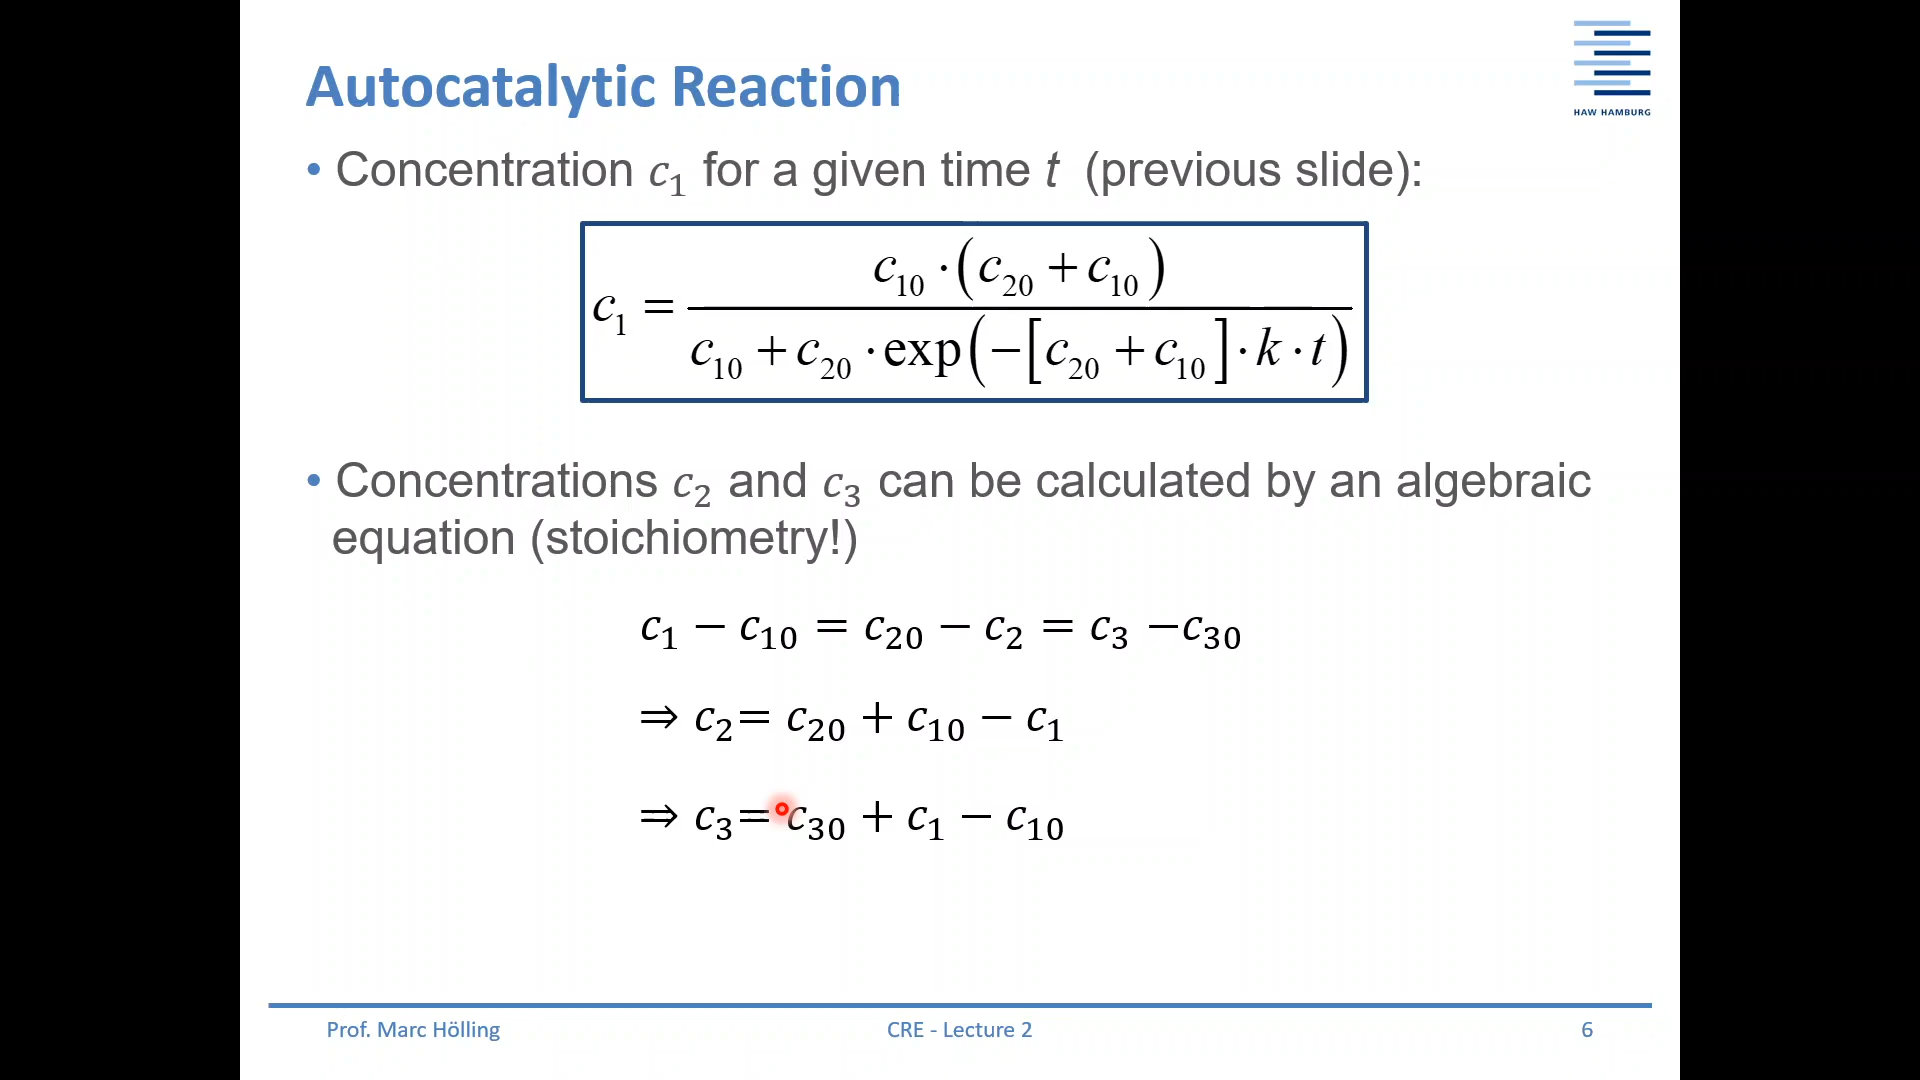 Autocatalytic Reaction
HAW HAMBURG
• Concentration c₁ for a given time t (previous slide):
c₁ = c₁₀ · (c₂₀ + c₁₀) / c₁₀ + c₂₀ · exp(−[c₂₀ + c₁₀] · k · t)
• Concentrations c₂ and c₃ can be calculated by an algebraic
equation (stoichiometry!)
c₁ − c₁₀ = c₂₀ − c₂ = c₃ −c₃₀
⇒ c₂= c₂₀ + c₁₀ − c₁
⇒ c₃= c₃₀ + c₁ − c₁₀
Prof. Marc Hölling
CRE - Lecture 2
6